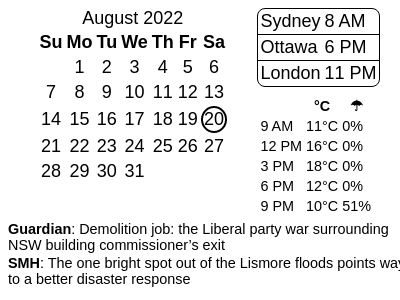 August 2022
Su Mo Tu We Th Fr Sa
1 2 3 4 5 6
7 8 9 10 11 12 13
14 15 16 17 18 19 20
21 22 23 24 25 26 27
28 29 30 31
Sydney 8 AM
Ottawa 6 PM
London 11 PM
°C ☂
9 AM 11°C 0%
12 PM 16°C 0%
3 PM 18°C 0%
6 PM 12°C 0%
9 PM 10°C 51%
Guardian: Demolition job: the Liberal party war surrounding
NSW building commissioner’s exit
SMH: The one bright spot out of the Lismore floods points way
to a better disaster response